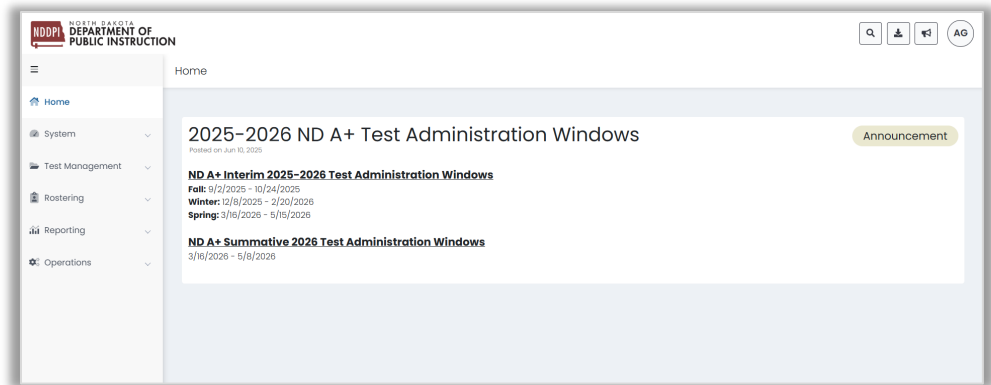 NDDPI
NORTH DAKOTA
DEPARTMENT OF
PUBLIC INSTRUCTION
AG
Home
Home
System
Test Management
Rostering
Reporting
Operations
2025-2026 ND A+ Test Administration Windows
Announcement
Posted on Jun 10, 2025
ND A+ Interim 2025-2026 Test Administration Windows
Fall: 9/2/2025 - 10/24/2025
Winter: 12/8/2025 - 2/20/2026
Spring: 3/16/2026 - 5/15/2026
ND A+ Summative 2026 Test Administration Windows
3/16/2026 - 5/8/2026